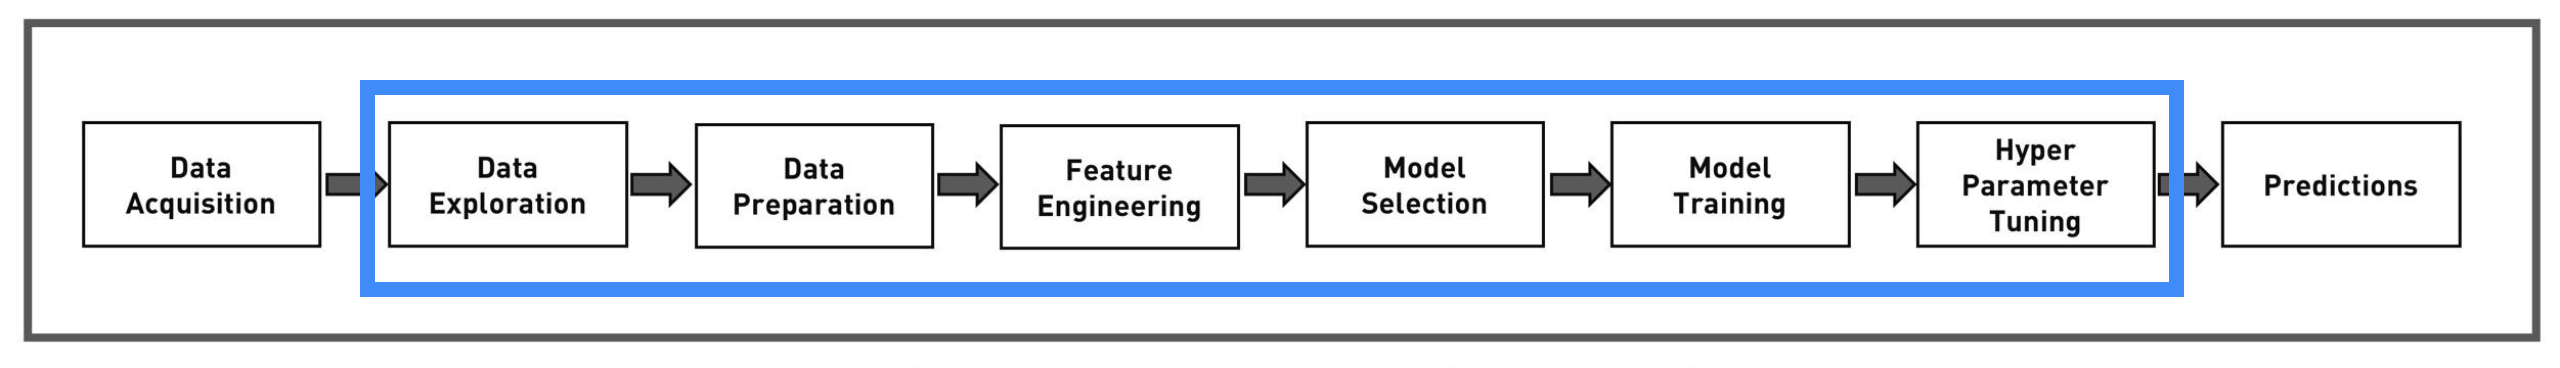 Data
Acquisition
Data
Exploration
Data
Preparation
Feature
Engineering
Model
Selection
Model
Training
Hyper
Parameter
Tuning
Predictions